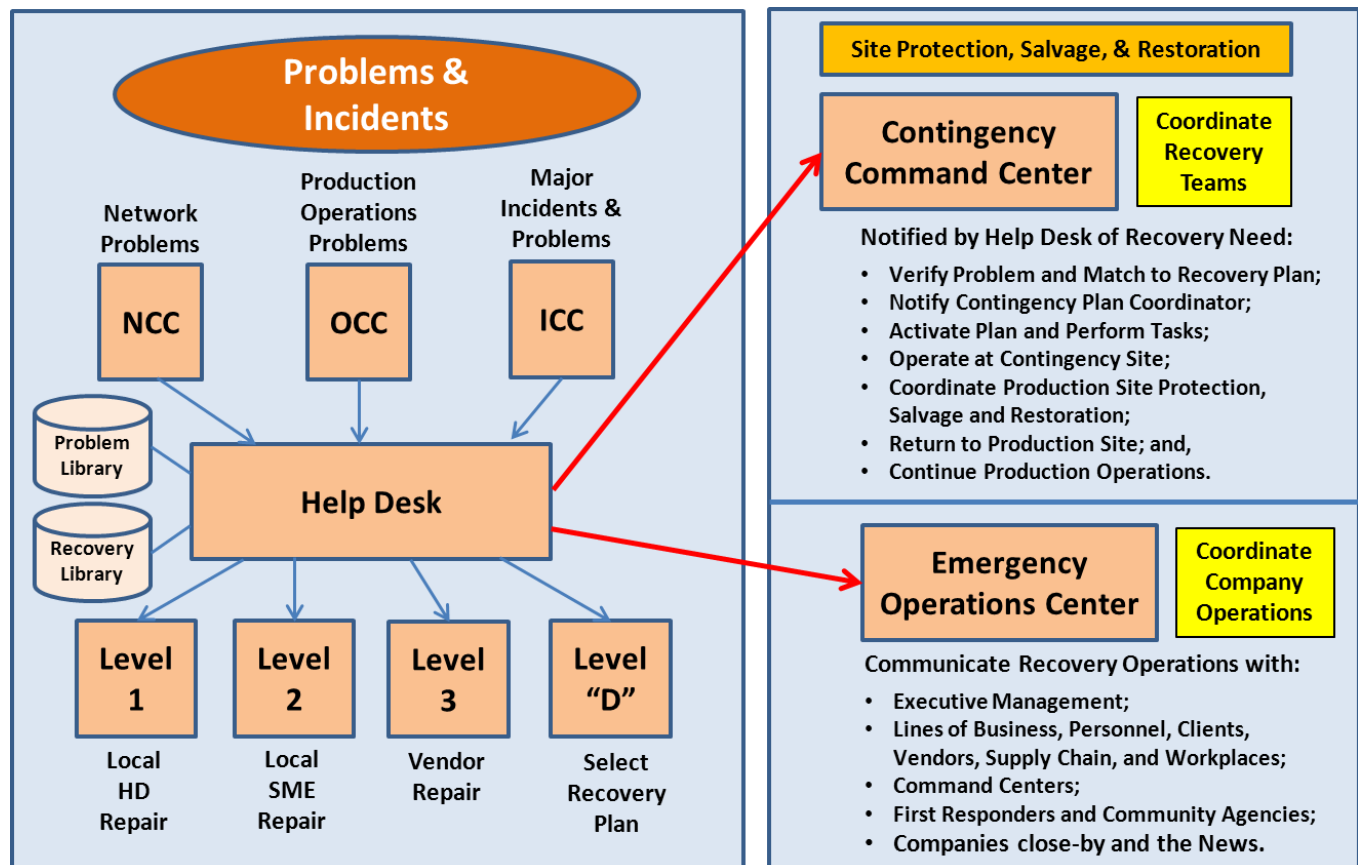 Problems &
Incidents
Network
Problems
Production
Operations
Problems
Major
Incidents &
Problems
NCC
OCC
ICC
Problem
Library
Recovery
Library
Help Desk
Level
1
Level
2
Level
3
Level
“D”
Local
HD
Repair
Local
SME
Repair
Vendor
Repair
Select
Recovery
Plan
Site Protection, Salvage, & Restoration
Contingency
Command Center
Coordinate
Recovery
Teams
Notified by Help Desk of Recovery Need:
• Verify Problem and Match to Recovery Plan;
• Notify Contingency Plan Coordinator;
• Activate Plan and Perform Tasks;
• Operate at Contingency Site;
• Coordinate Production Site Protection,
Salvage and Restoration;
• Return to Production Site; and,
• Continue Production Operations.
Emergency
Operations Center
Coordinate
Company
Operations
Communicate Recovery Operations with:
• Executive Management;
• Lines of Business, Personnel, Clients,
Vendors, Supply Chain, and Workplaces;
• Command Centers;
• First Responders and Community Agencies;
• Companies close-by and the News.